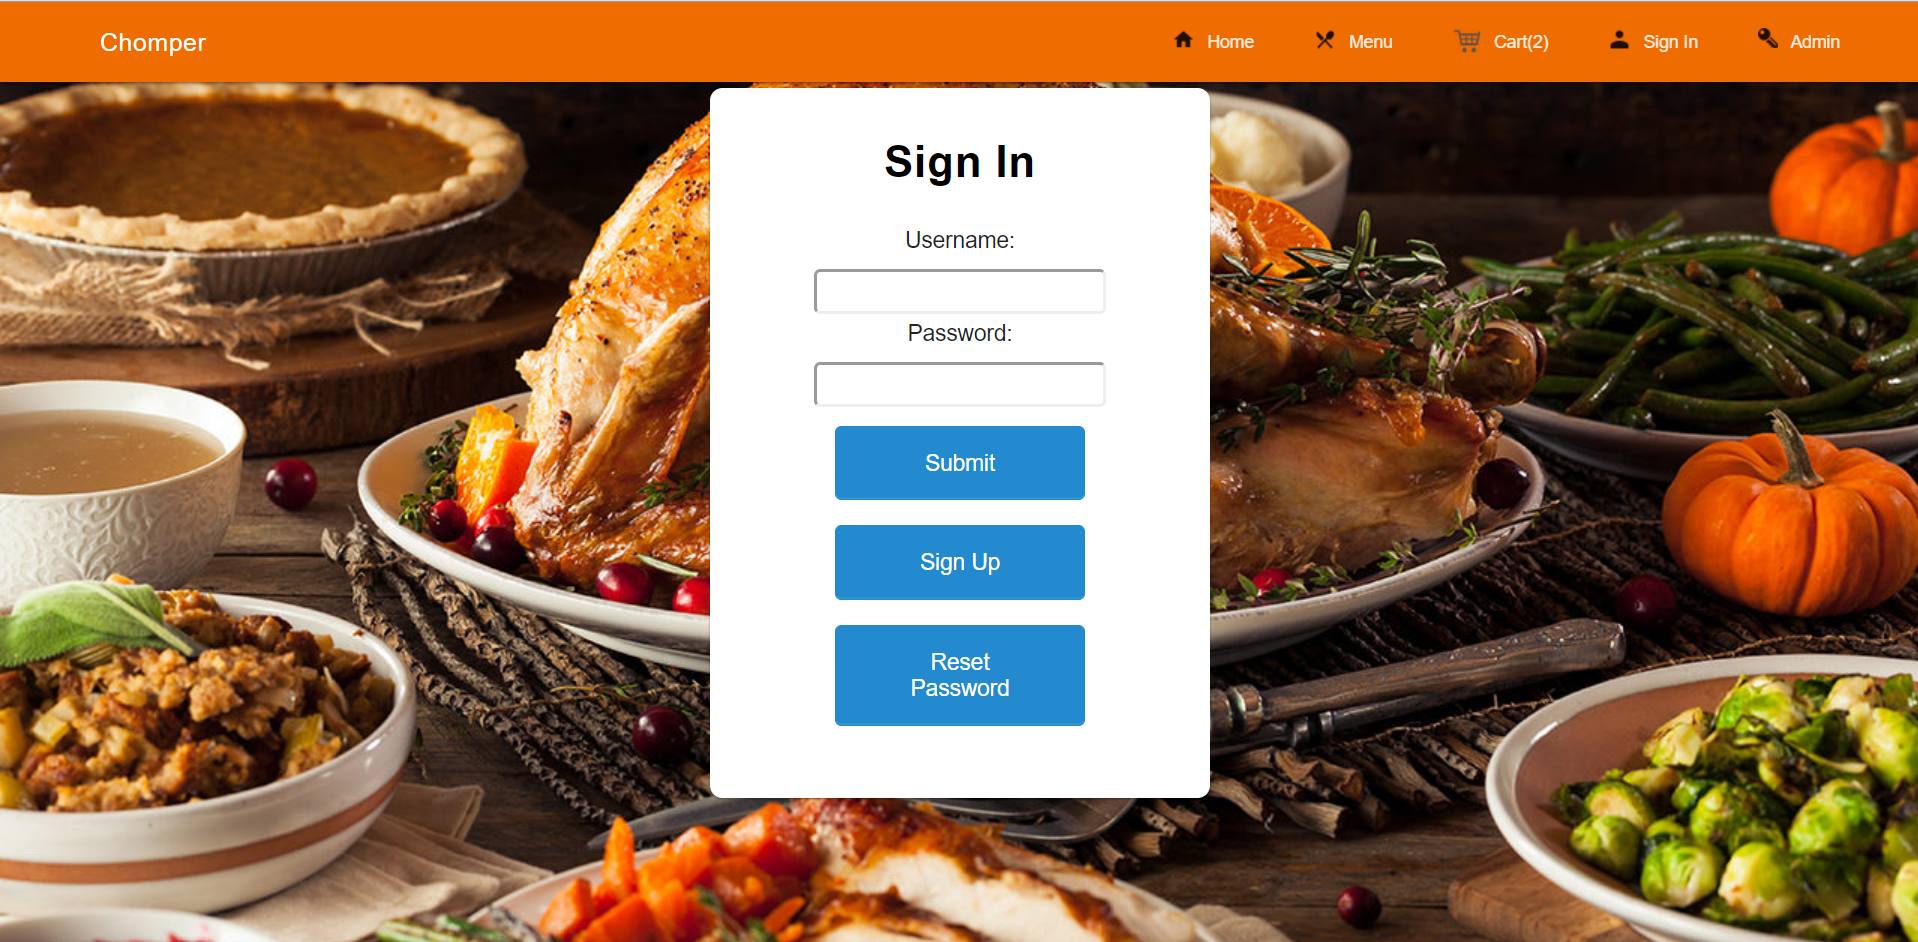 Chomper
Home
Menu
Cart(2)
Sign In
Admin
Sign In
Username:
Password:
Submit
Sign Up
Reset
Password